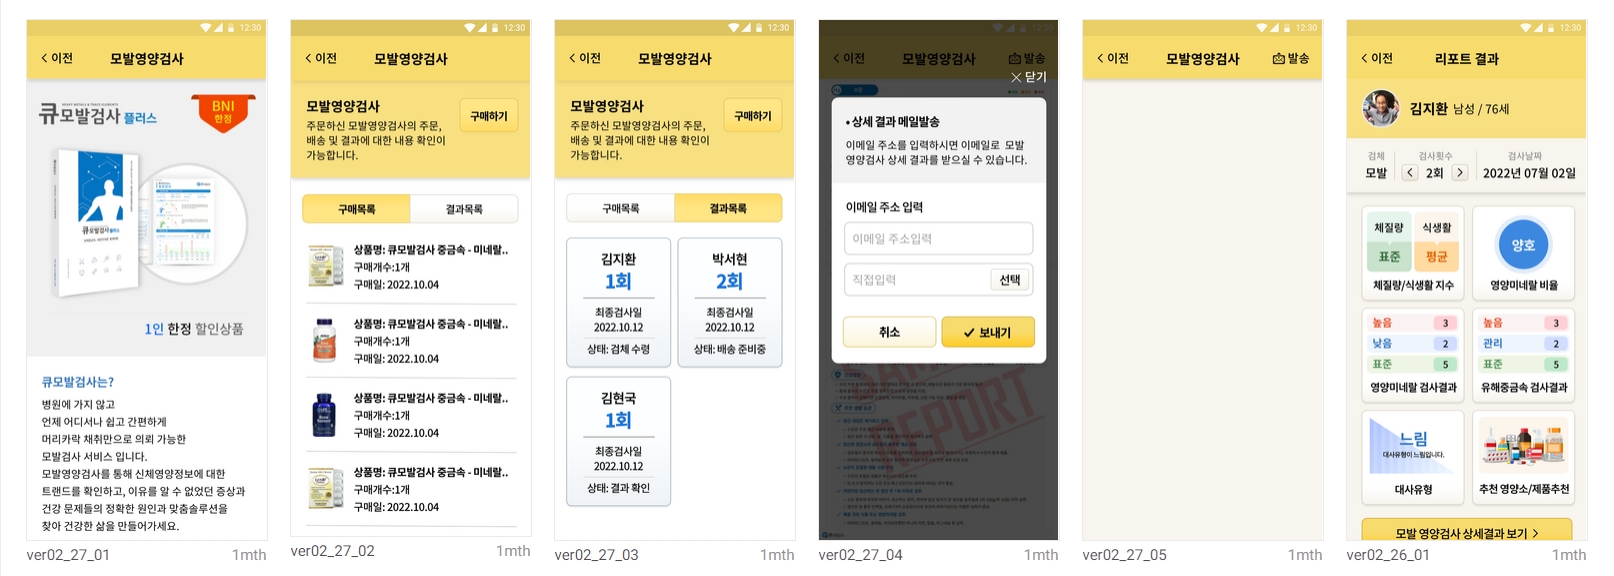 12:30
이전
모발영양검사
HEAVY METALS & TRACE ELEMENTS
큐모발검사 플러스
BNI
한정
큐모발검사 플러스
1인 한정 할인상품
큐모발검사는?
병원에 가지 않고
언제 어디서나 쉽고 간편하게
머리카락 채취만으로 의뢰 가능한
모발검사 서비스 입니다.
모발영양검사를 통해 신체영양정보에 대한
트랜드를 확인하고, 이유를 알 수 없었던 증상과
건강 문제들의 정확한 원인과 맞춤솔루션을
찾아 건강한 삶을 만들어가세요.
ver02_27_01
1mth
12:30
이전
모발영양검사
모발영양검사
주문하신 모발영양검사의 주문,
배송 및 결과에 대한 내용 확인이
가능합니다.
구매하기
구매목록
결과목록
상품명: 큐모발검사 중금속 - 미네랄..
구매개수:1개
구매일: 2022.10.04
상품명: 큐모발검사 중금속 - 미네랄..
구매개수:1개
구매일: 2022.10.04
상품명: 큐모발검사 중금속 - 미네랄..
구매개수:1개
구매일: 2022.10.04
상품명: 큐모발검사 중금속 - 미네랄..
구매개수:1개
구매일: 2022.10.04
ver02_27_02
1mth
12:30
이전
모발영양검사
모발영양검사
주문하신 모발영양검사의 주문,
배송 및 결과에 대한 내용 확인이
가능합니다.
구매하기
구매목록
결과목록
김지환
1회
최종검사일
2022.10.12
상태: 검체 수령
박서현
2회
최종검사일
2022.10.12
상태: 배송 준비중
김현국
1회
최종검사일
2022.10.12
상태: 결과 확인
ver02_27_03
1mth
12:30
이전
모발영양검사
발송
닫기
• 상세 결과 메일발송
이메일 주소를 입력하시면 이메일로 모발
영양검사 상세 결과를 받으실 수 있습니다.
이메일 주소 입력
이메일 주소입력
직접입력
선택
취소
보내기
REPORT
ver02_27_04
1mth
12:30
이전
모발영양검사
발송
ver02_27_05
1mth
12:30
이전
리포트 결과
김지환 남성 / 76세
검체
모발
검사횟수
2회
검사날짜
2022년 07월 02일
체질량
식생활
표준
평균
체질량/식생활 지수
양호
영양미네랄 비율
높음 3
낮음 2
표준 5
영양미네랄 검사결과
높음 3
관리 2
표준 5
유해중금속 검사결과
느림
대사유형이 느림입니다.
대사유형
추천 영양소/제품추천
모발 영양검사 상세결과 보기
ver02_26_01
1mth